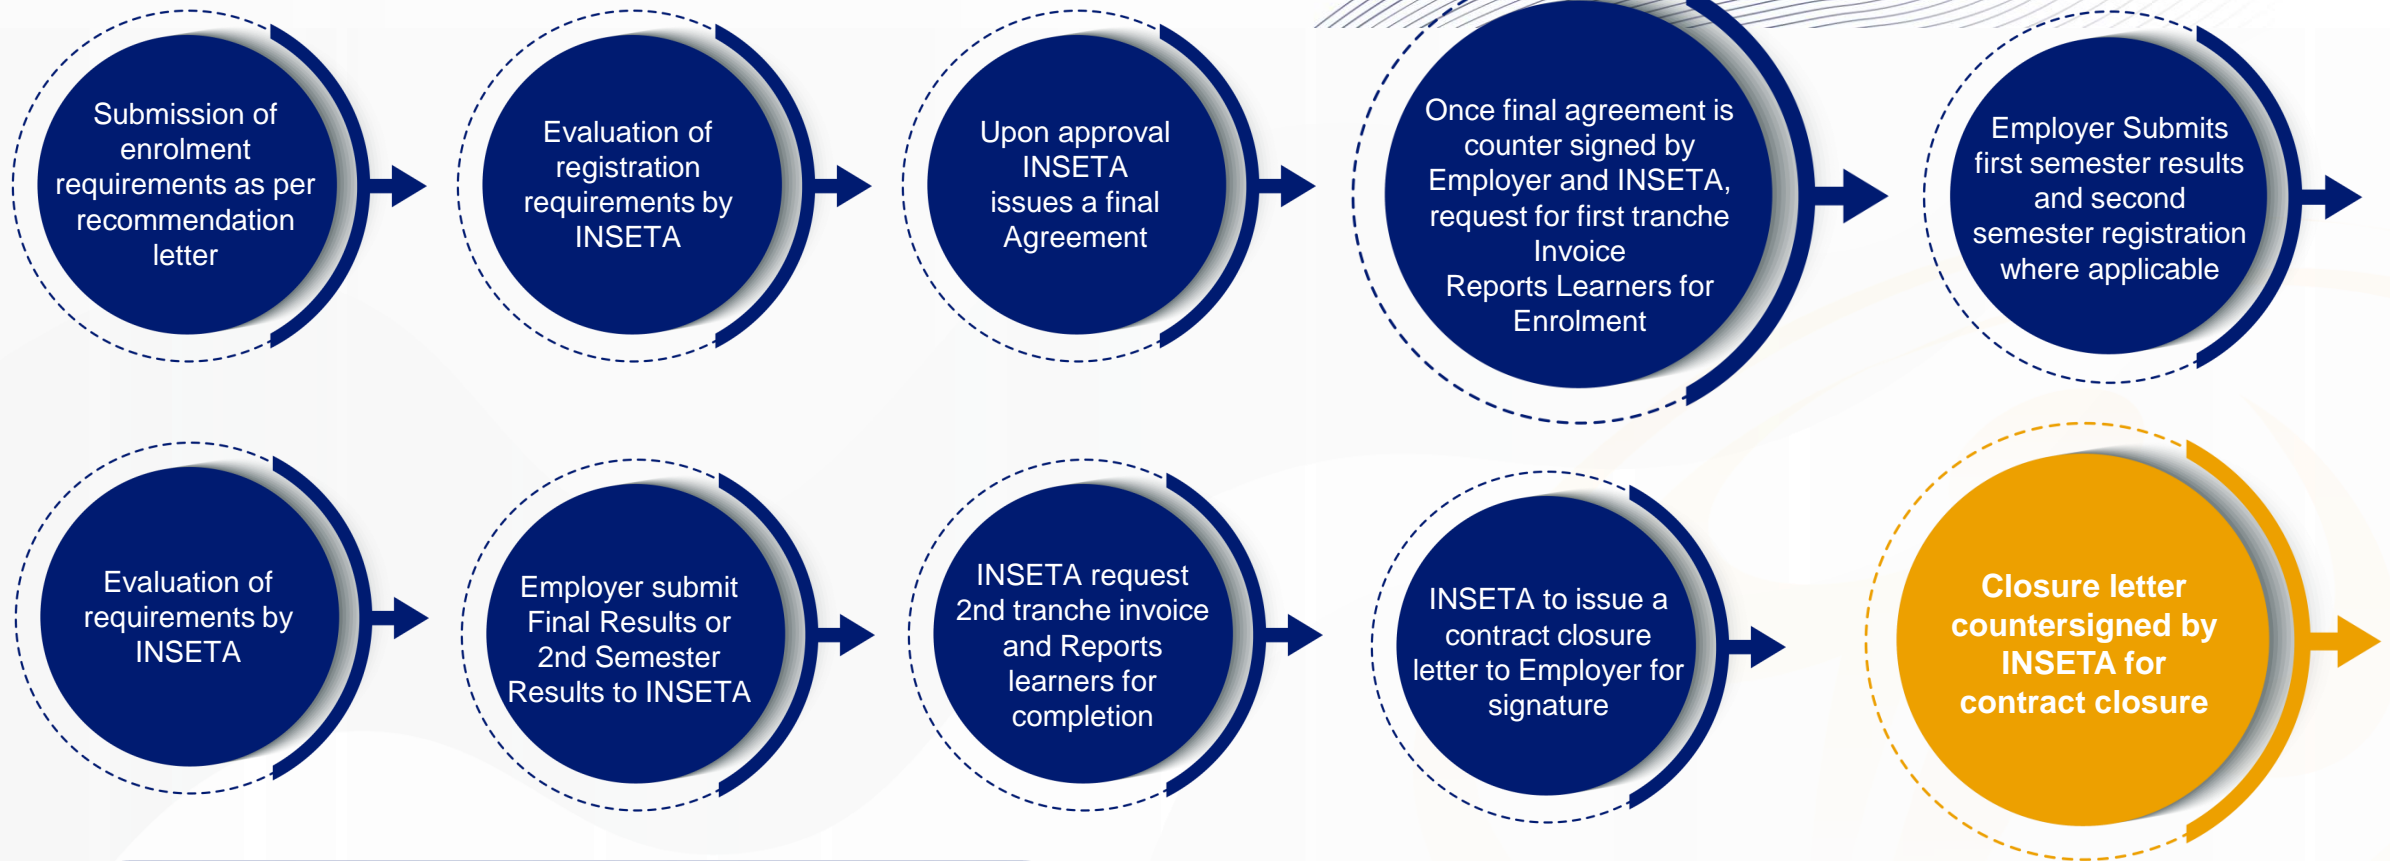 Submission of
enrolment
requirements as per
recommendation
letter
Evaluation of
registration
requirements by
INSETA
Upon approval
INSETA
issues a final
Agreement
Once final agreement is
counter signed by
Employer and INSETA,
request for first tranche
Invoice
Reports Learners for
Enrolment
Employer Submits
first semester results
and second
semester registration
where applicable
Evaluation of
requirements by
INSETA
Employer submit
Final Results or
2nd Semester
Results to INSETA
INSETA request
2nd tranche invoice
and Reports
learners for
completion
INSETA to issue a
contract closure
letter to Employer for
signature
Closure letter
countersigned by
INSETA for
contract closure